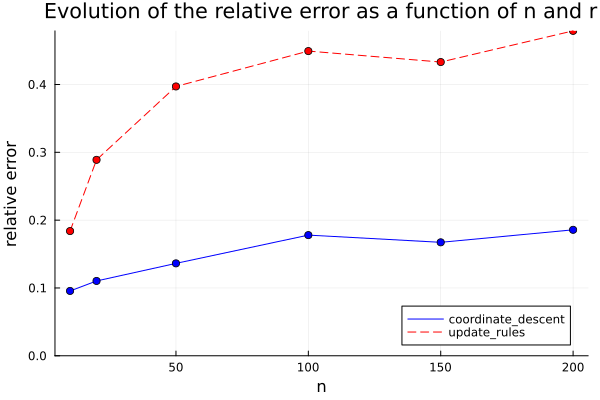 Evolution of the relative error as a function of n and r
relative error
0.4
0.3
0.2
0.1
0.0
50
100
150
200
n
coordinate_descent
update_rules